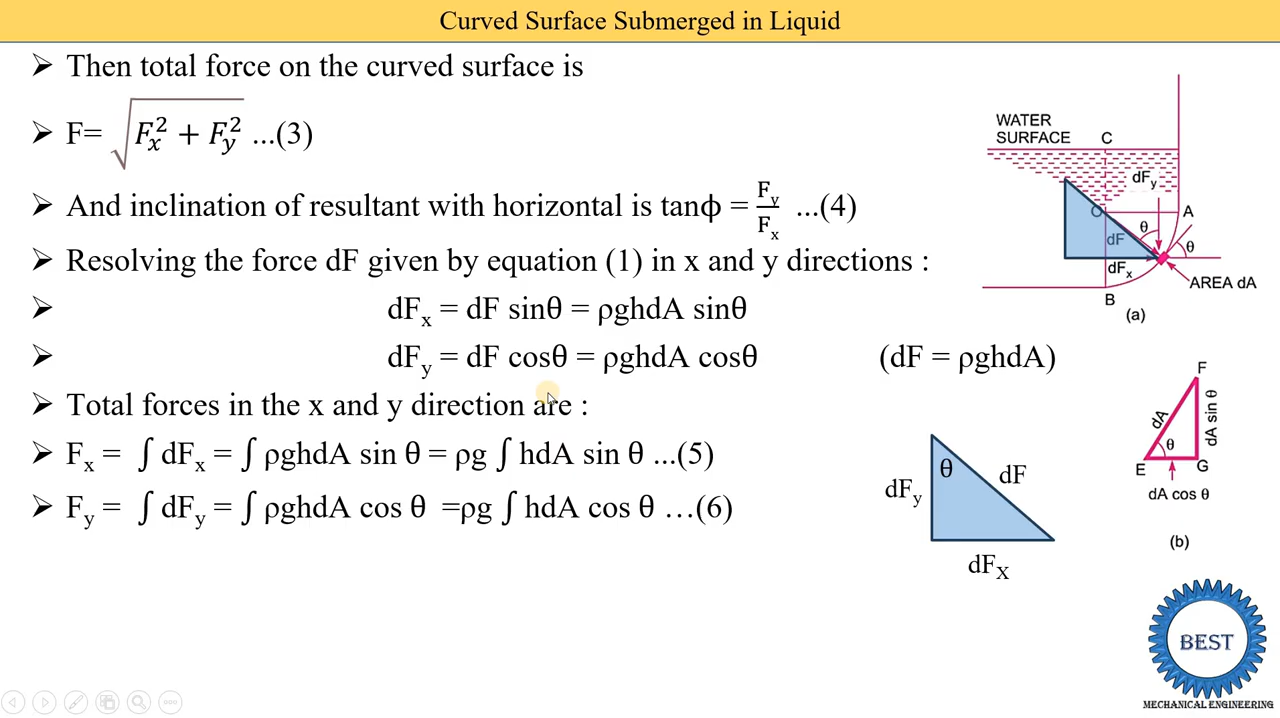 Curved Surface Submerged in Liquid
➢ Then total force on the curved surface is
➢ F= √(F_x^2 + F_y^2) ...(3)
➢ And inclination of resultant with horizontal is tanϕ = F_y/F_x ...(4)
➢ Resolving the force dF given by equation (1) in x and y directions :
➢ dF_x = dF sinθ = ρghdA sinθ
➢ dF_y = dF cosθ = ρghdA cosθ (dF = ρghdA)
➢ Total forces in the x and y direction are :
➢ F_x = ∫ dF_x = ∫ ρghdA sin θ = ρg ∫ hdA sin θ ...(5)
➢ F_y = ∫ dF_y = ∫ ρghdA cos θ =ρg ∫ hdA cos θ …(6)
WATER
SURFACE
C
dF_y
O
A
θ
θ
dF
dF_x
AREA dA
B
(a)
F
dA
dA sin θ
θ
E
G
dA cos θ
(b)
θ
dF
dF_y
dF_X
BEST
MECHANICAL ENGINEERING